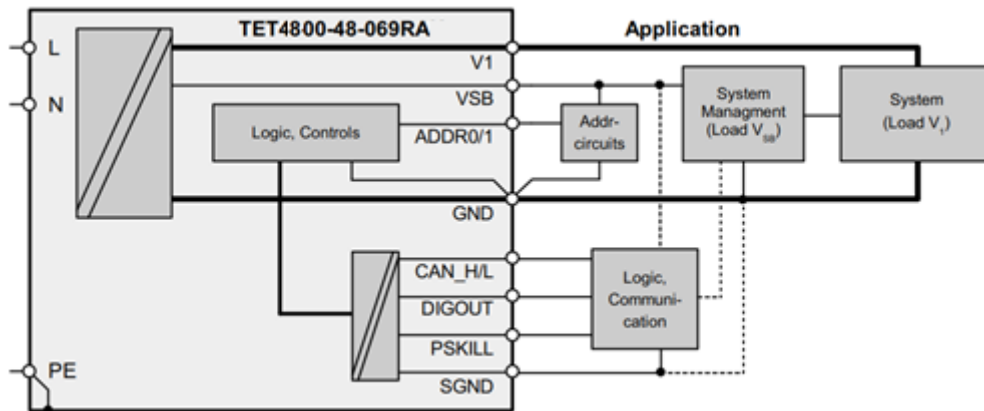 TET4800-48-069RA
Application
L
V1
N
VSB
Logic, Controls
ADDR0/1
Addr-
circuits
System
Managment
(Load VSB)
System
(Load V1)
GND
CAN_H/L
DIGOUT
PSKILL
SGND
Logic,
Communi-
cation
PE